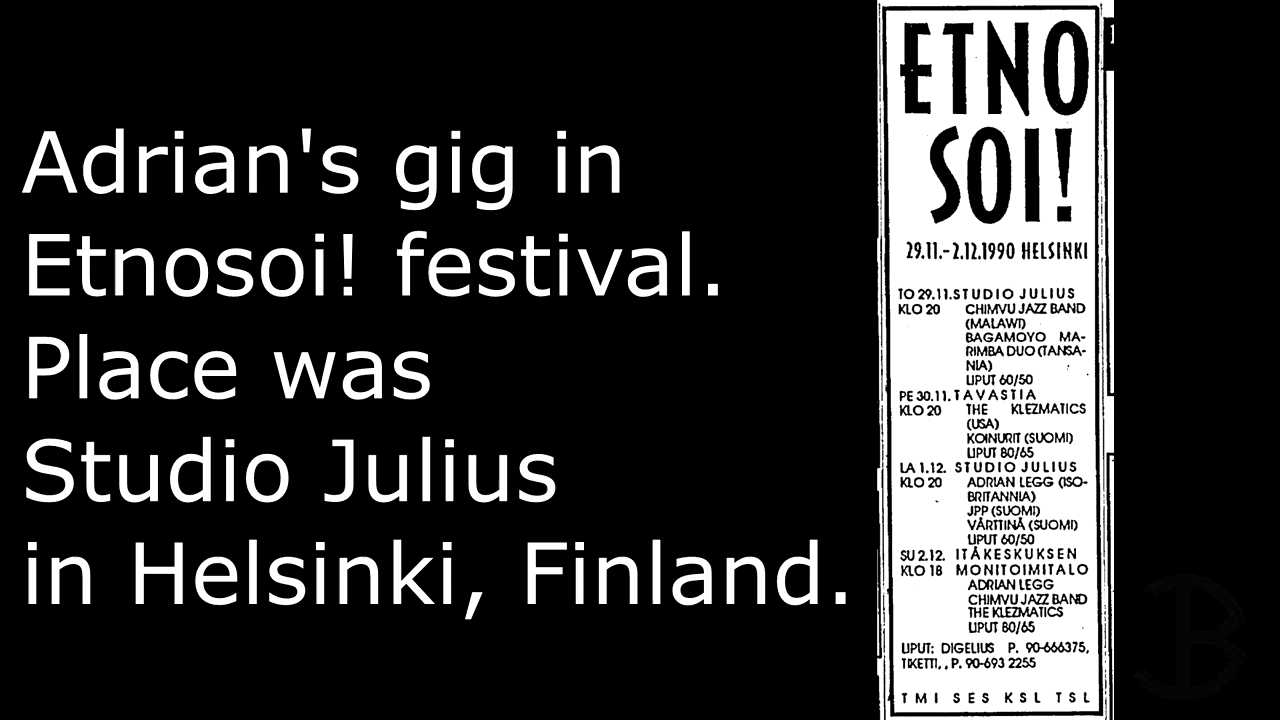 Adrian's gig in
Etnosoi! festival.
Place was
Studio Julius
in Helsinki, Finland.
ETNO
SOI!
29.11.-2.12.1990 HELSINKI
TO 29.11. STUDIO JULIUS
KLO 20 CHIMVU JAZZ BAND
(MALAWI)
BAGAMOYO MA-
RIMBA DUO (TANSA-
NIA)
LIPUT 60/50
PE 30.11. TAVASTIA
KLO 20 THE KLEZMATICS
(USA)
KOINURIT (SUOMI)
LIPUT 80/65
LA 1.12. STUDIO JULIUS
KLO 20 ADRIAN LEGG (ISO-
BRITANNIA)
JPP (SUOMI)
VÄRTTINÄ (SUOMI)
LIPUT 60/50
SU 2.12. ITÄKESKUKSEN
KLO 18 MONITOIMITALO
ADRIAN LEGG
CHIMVU JAZZ BAND
THE KLEZMATICS
LIPUT 80/65
LIPUT: DIGELIUS P. 90-666375,
TIKETTI, , P. 90-693 2255
TMI SES KSL TSL